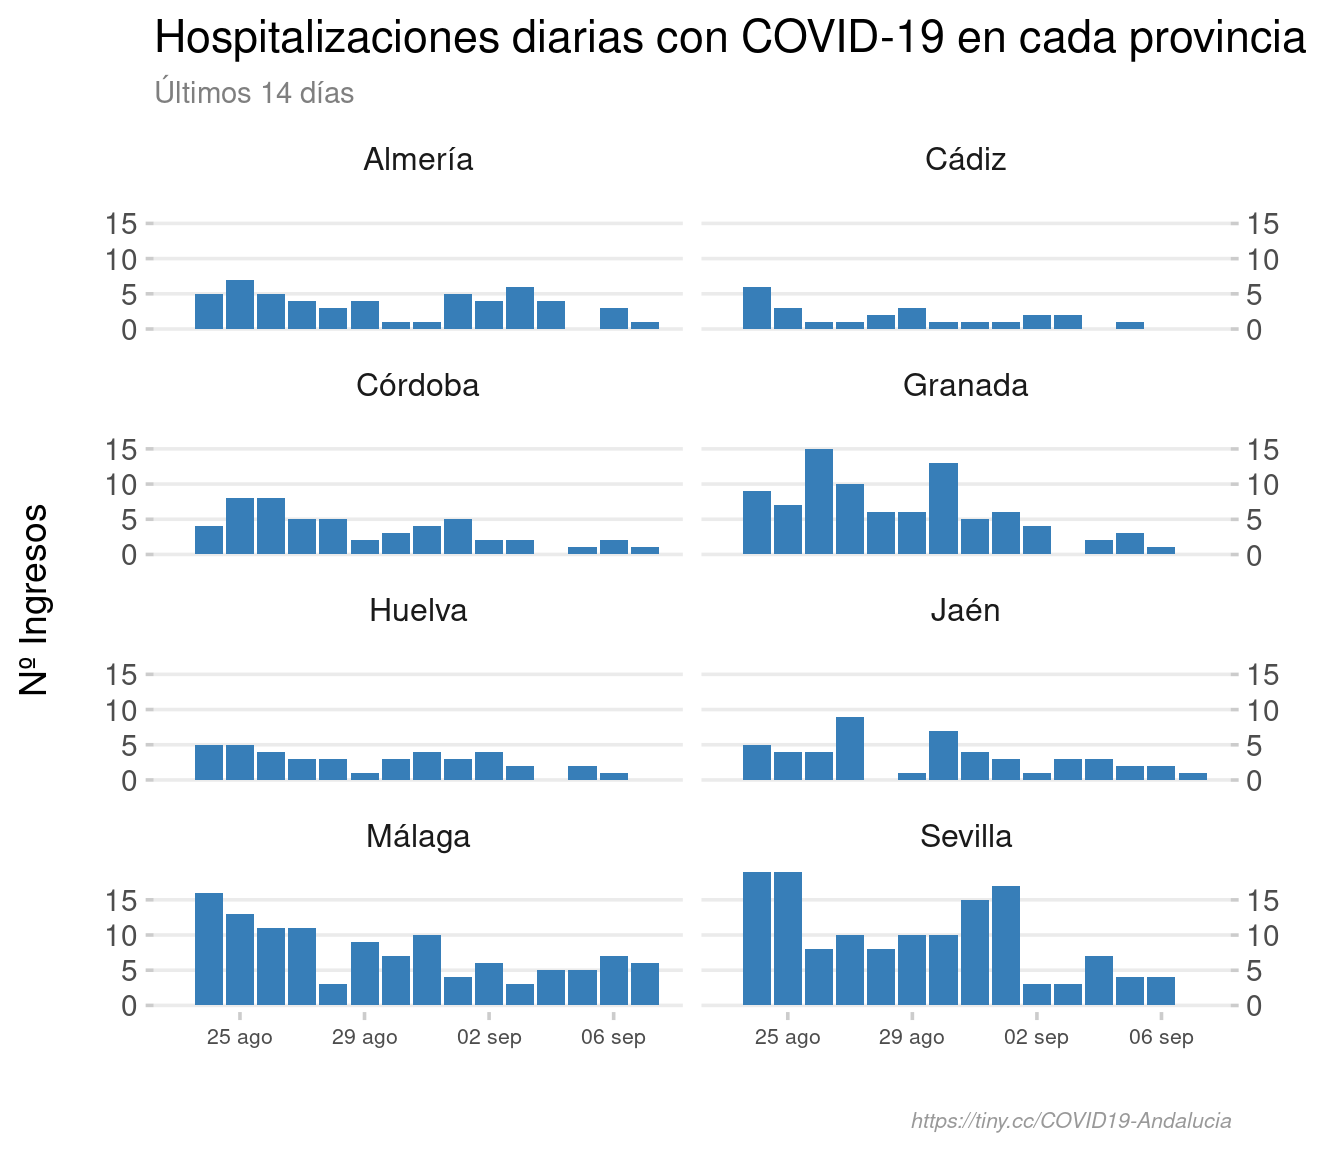 Hospitalizaciones diarias con COVID-19 en cada provincia
Últimos 14 días
Nº Ingresos
Almería
Cádiz
15
10
5
0
15
10
5
0
Córdoba
Granada
15
10
5
0
15
10
5
0
Huelva
Jaén
15
10
5
0
15
10
5
0
Málaga
Sevilla
15
10
5
0
15
10
5
0
25 ago 29 ago 02 sep 06 sep
25 ago 29 ago 02 sep 06 sep
https://tiny.cc/COVID19-Andalucia